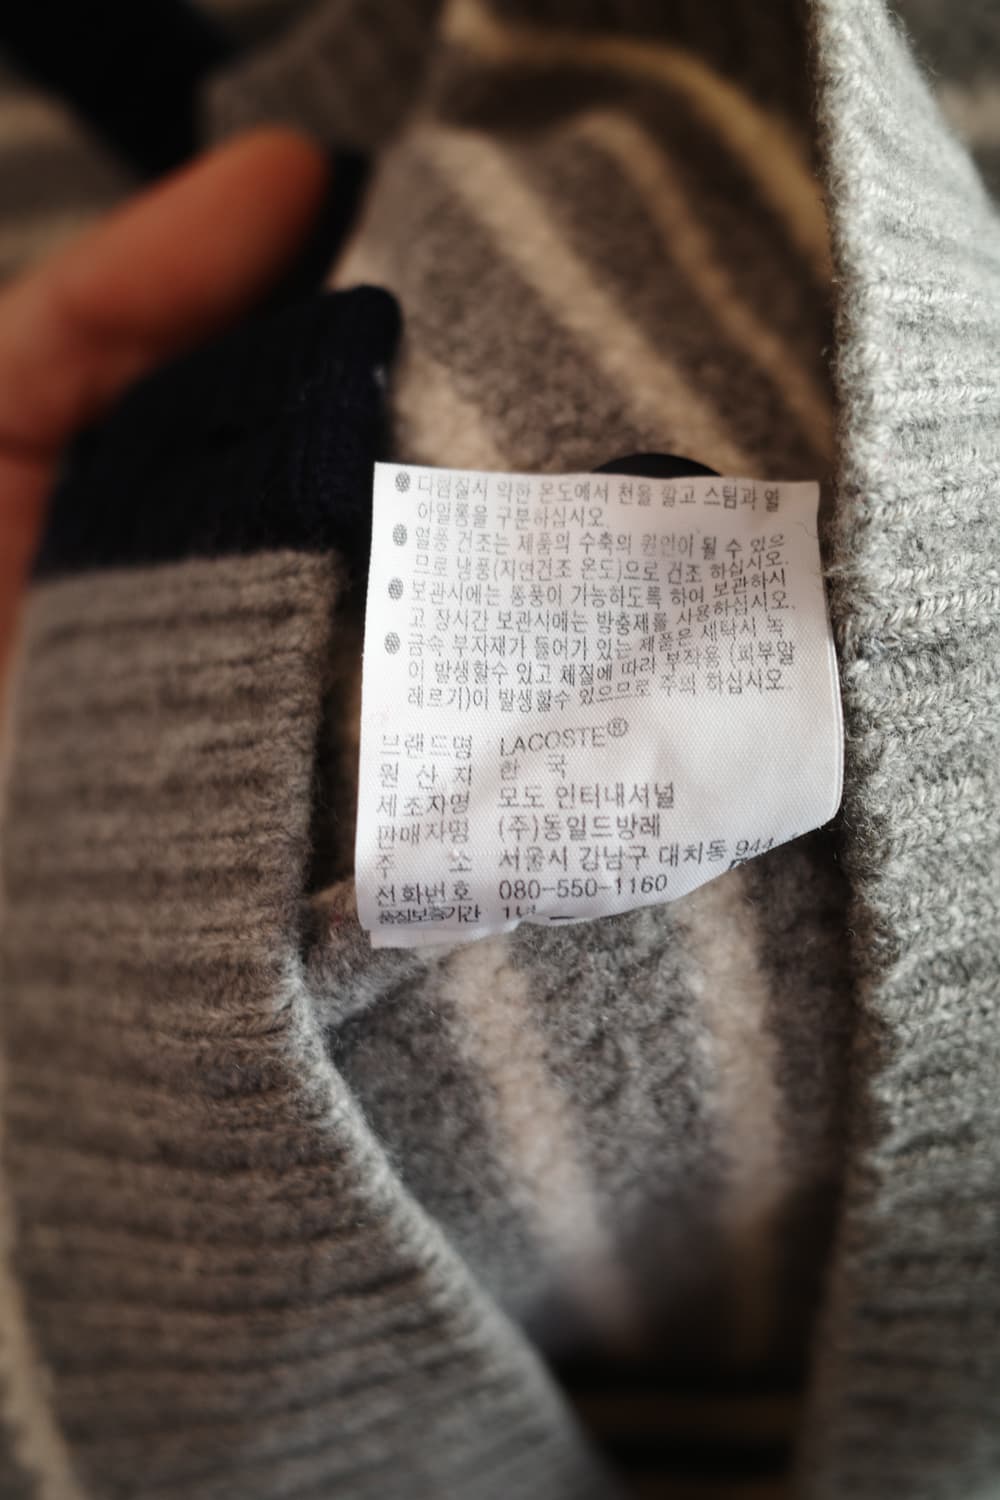 다림질시 약한 온도에서 천을 깔고 스팀과 열
이일롱을 구분하십시오.
열풍 건조는 제품의 수축의 원인이 될 수 있으
므로 냉풍(자연건조 온도)으로 건조 하십시오.
보관시에는 통풍이 가능하도록 하여 보관하시
고 장시간 보관시에는 방충제를 사용하십시오.
금속 부자재가 들어가 있는 제품은 세탁시 녹
이 발생할수 있고 체질에 따라 부작용 (피부알
레르기)이 발생할수 있으므로 주의 하십시오.
브랜드명 LACOSTE®
원 산 지 한 국
제조자명 모도 인터내셔널
판매자명 (주)동일드방레
주 소 서울시 강남구 대치동 944
전화번호 080-550-1160
품질보증기간 1년